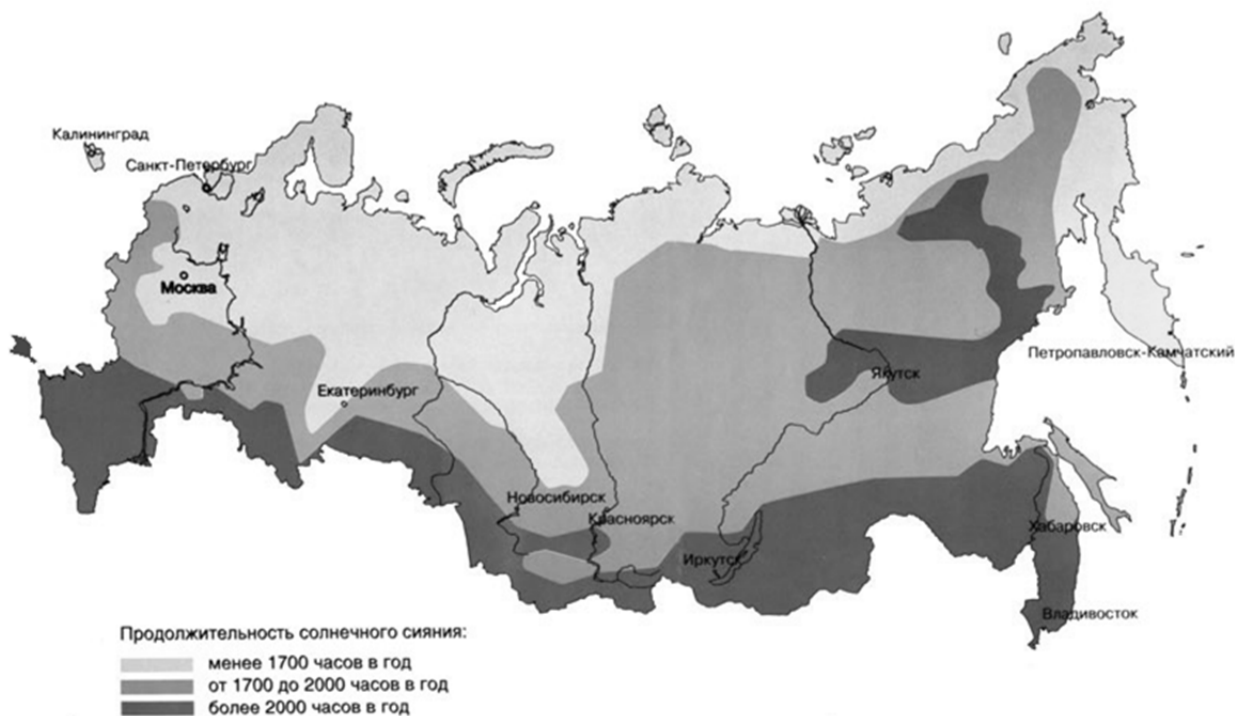 Калининград
Санкт-Петербург
Москва
Петропавловск-Камчатский
Якутск
Екатеринбург
Новосибирск
Красноярск
Хабаровск
Иркутск
Владивосток
Продолжительность солнечного сияния:
менее 1700 часов в год
от 1700 до 2000 часов в год
более 2000 часов в год